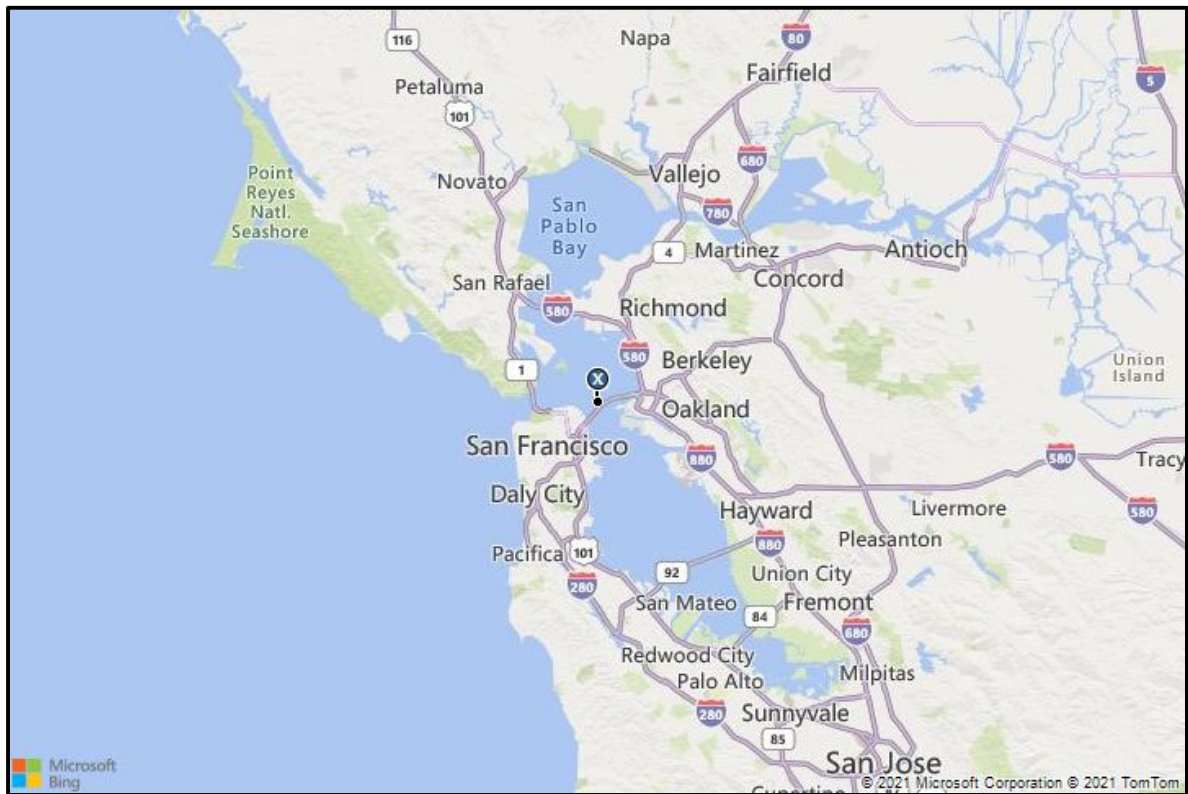 116
Napa
80
Fairfield
5
Petaluma
101
680
Point
Reyes
Natl.
Seashore
Novato
Vallejo
San
Pablo
Bay
780
4
Martinez
Antioch
Concord
San Rafael
580
Richmond
580
Berkeley
Union
Island
1
X
Oakland
San Francisco
880
580
Tracy
Daly City
Hayward
Livermore
580
Pacifica
101
880
Pleasanton
92
Union City
280
San Mateo
84
Fremont
680
Redwood City
Palo Alto
Milpitas
280
Sunnyvale
85
San Jose
Microsoft
Bing
© 2021 Microsoft Corporation © 2021 TomTom